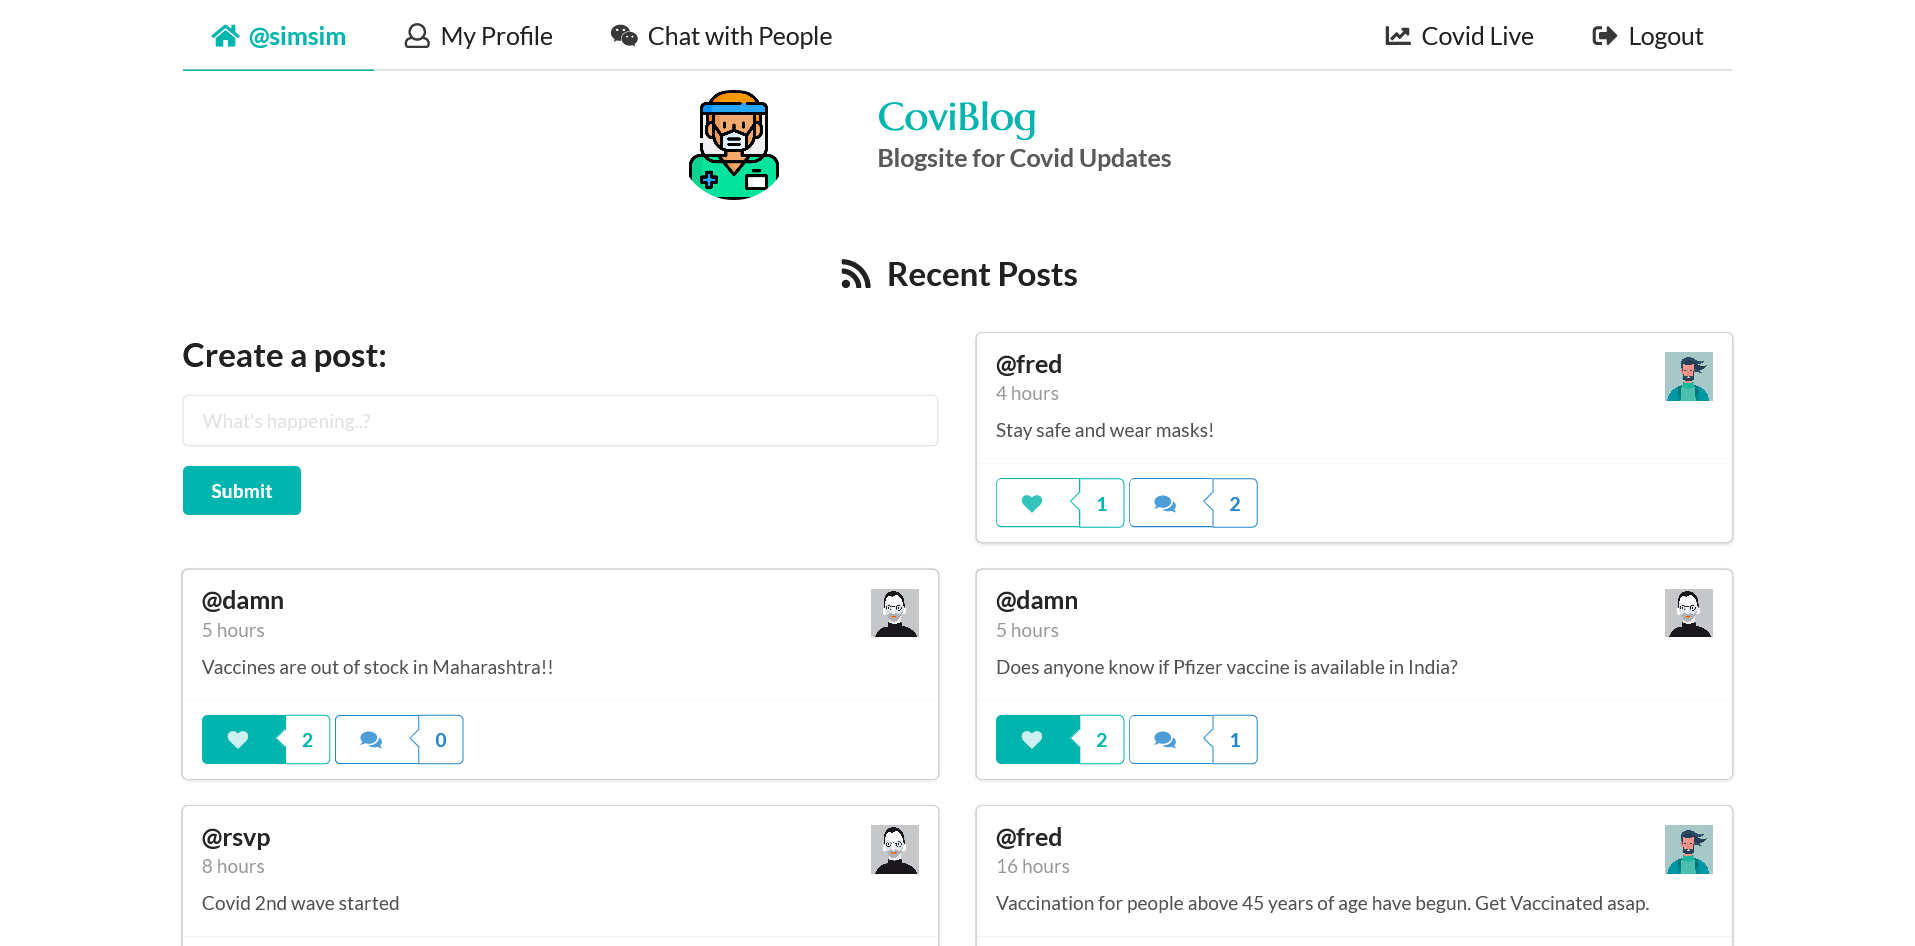 @simsim
My Profile
Chat with People
Covid Live
Logout
CoviBlog
Blogsite for Covid Updates
Recent Posts
Create a post:
What's happening..?
Submit
@fred
4 hours
Stay safe and wear masks!
1
2
@damn
5 hours
Vaccines are out of stock in Maharashtra!!
2
0
@damn
5 hours
Does anyone know if Pfizer vaccine is available in India?
2
1
@rsvp
8 hours
Covid 2nd wave started
@fred
16 hours
Vaccination for people above 45 years of age have begun. Get Vaccinated asap.